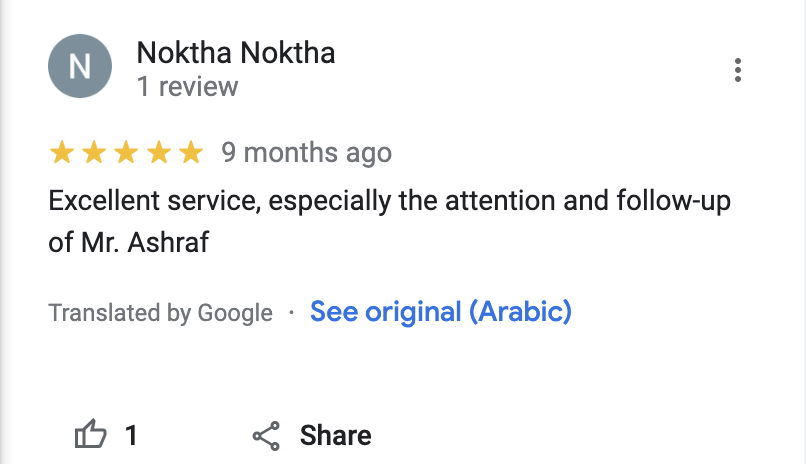 N
Noktha Noktha
1 review
9 months ago
Excellent service, especially the attention and follow-up
of Mr. Ashraf
Translated by Google · See original (Arabic)
1
Share